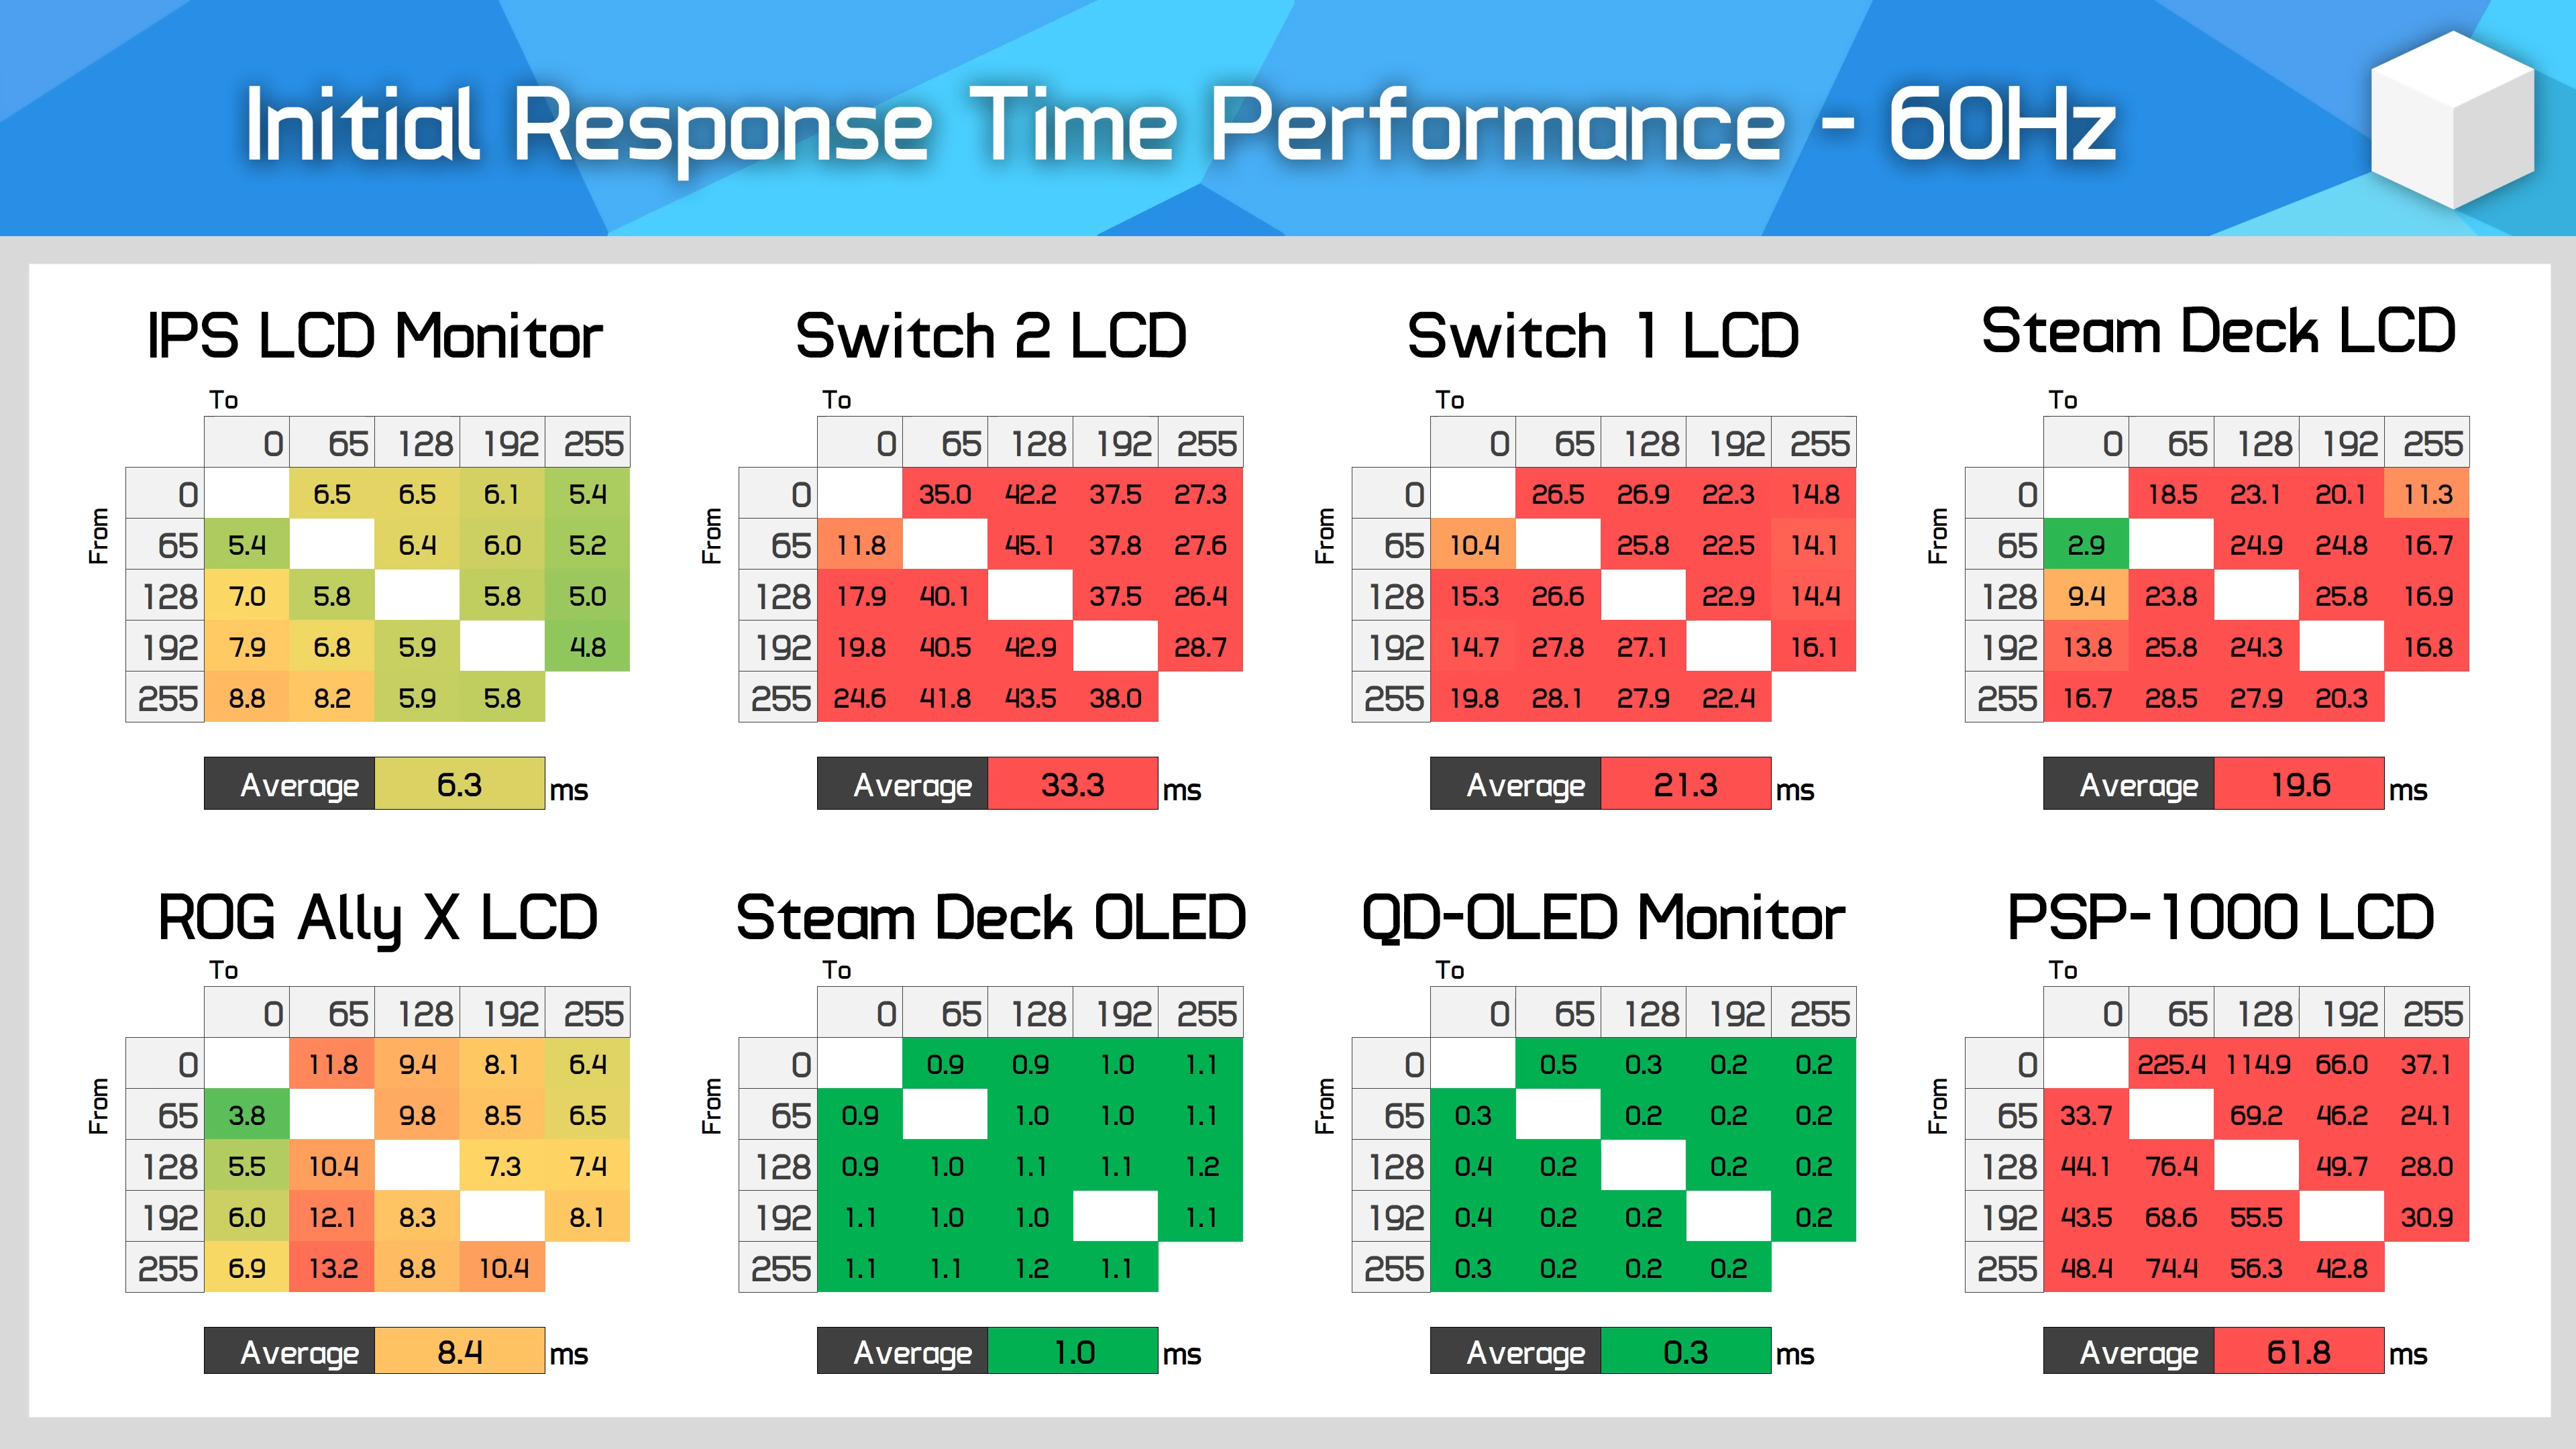 Initial Response Time Performance - 60Hz
IPS LCD Monitor
To
From
0 65 128 192 255
0 6.5 6.5 6.1 5.4
65 5.4 6.4 6.0 5.2
128 7.0 5.8 5.8 5.0
192 7.9 6.8 5.9 4.8
255 8.8 8.2 5.9 5.8
Average 6.3 ms
Switch 2 LCD
To
From
0 65 128 192 255
0 35.0 42.2 37.5 27.3
65 11.8 45.1 37.8 27.6
128 17.9 40.1 37.5 26.4
192 19.8 40.5 42.9 28.7
255 24.6 41.8 43.5 38.0
Average 33.3 ms
Switch 1 LCD
To
From
0 65 128 192 255
0 26.5 26.9 22.3 14.8
65 10.4 25.8 22.5 14.1
128 15.3 26.6 22.9 14.4
192 14.7 27.8 27.1 16.1
255 19.8 28.1 27.9 22.4
Average 21.3 ms
Steam Deck LCD
To
From
0 65 128 192 255
0 18.5 23.1 20.1 11.3
65 2.9 24.9 24.8 16.7
128 9.4 23.8 25.8 16.9
192 13.8 25.8 24.3 16.8
255 16.7 28.5 27.9 20.3
Average 19.6 ms
ROG Ally X LCD
To
From
0 65 128 192 255
0 11.8 9.4 8.1 6.4
65 3.8 9.8 8.5 6.5
128 5.5 10.4 7.3 7.4
192 6.0 12.1 8.3 8.1
255 6.9 13.2 8.8 10.4
Average 8.4 ms
Steam Deck OLED
To
From
0 65 128 192 255
0 0.9 0.9 1.0 1.1
65 0.9 1.0 1.0 1.1
128 0.9 1.0 1.1 1.1 1.2
192 1.1 1.0 1.0 1.1
255 1.1 1.1 1.2 1.1
Average 1.0 ms
QD-OLED Monitor
To
From
0 65 128 192 255
0 0.5 0.3 0.2 0.2
65 0.3 0.2 0.2 0.2
128 0.4 0.2 0.2 0.2
192 0.4 0.2 0.2 0.2
255 0.3 0.2 0.2 0.2
Average 0.3 ms
PSP-1000 LCD
To
From
0 65 128 192 255
0 225.4 114.9 66.0 37.1
65 33.7 69.2 46.2 24.1
128 44.1 76.4 49.7 28.0
192 43.5 68.6 55.5 30.9
255 48.4 74.4 56.3 42.8
Average 61.8 ms